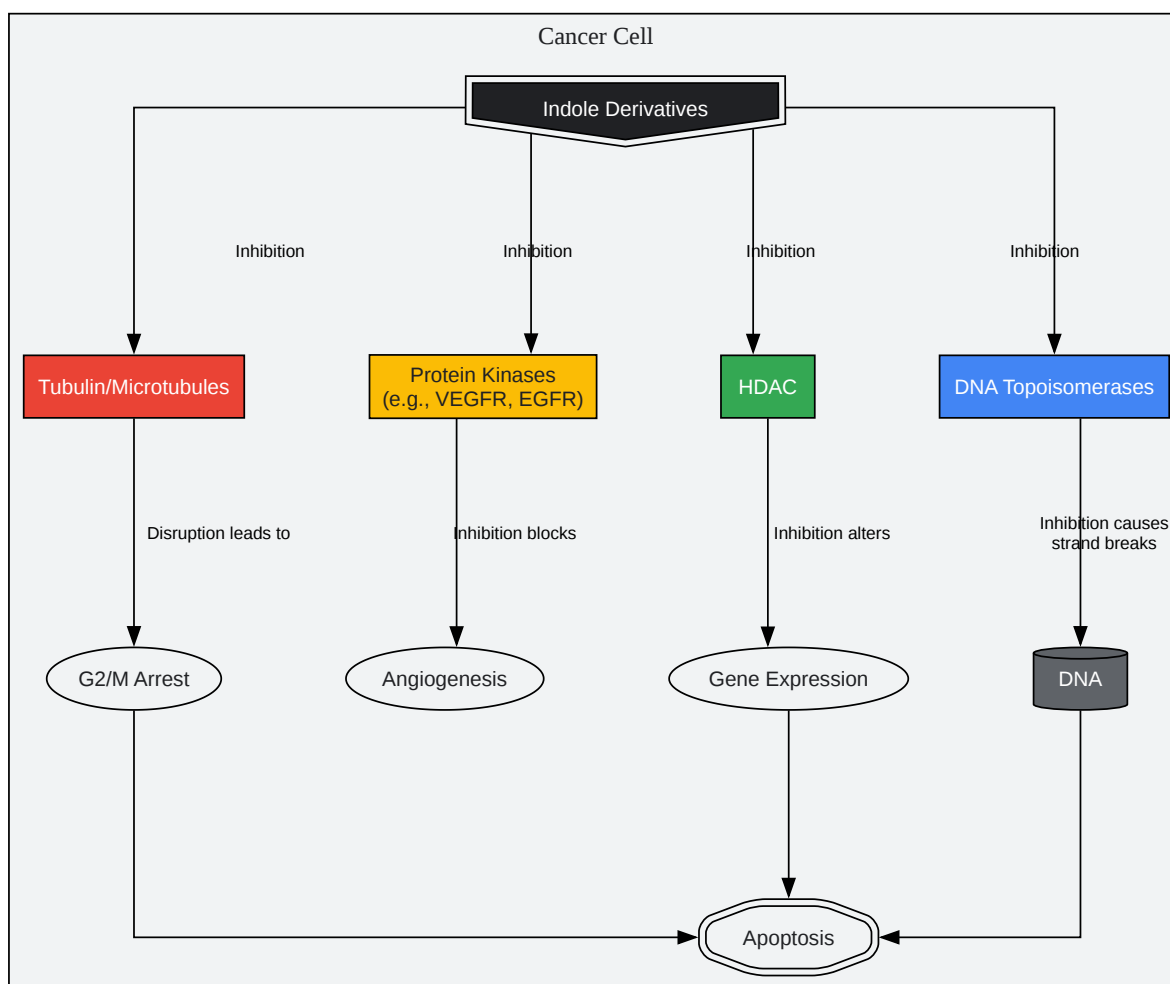 Cancer Cell
Indole Derivatives
Inhibition
Inhibition
Inhibition
Inhibition
Tubulin/Microtubules
Protein Kinases
(e.g., VEGFR, EGFR)
HDAC
DNA Topoisomerases
Disruption leads to
Inhibition blocks
Inhibition alters
Inhibition causes
strand breaks
G2/M Arrest
Angiogenesis
Gene Expression
DNA
Apoptosis